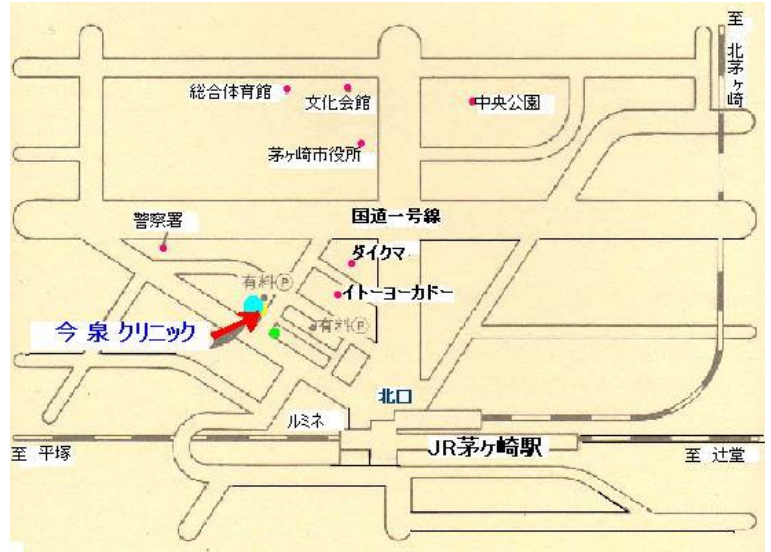 至
北茅ヶ崎
総合体育館
文化会館
中央公園
茅ヶ崎市役所
国道一号線
警察署
ダイクマ
有料Ⓟ
イトーヨーカドー
有料Ⓟ
今泉クリニック
北口
ルミネ
JR茅ヶ崎駅
至 平塚
至 辻堂